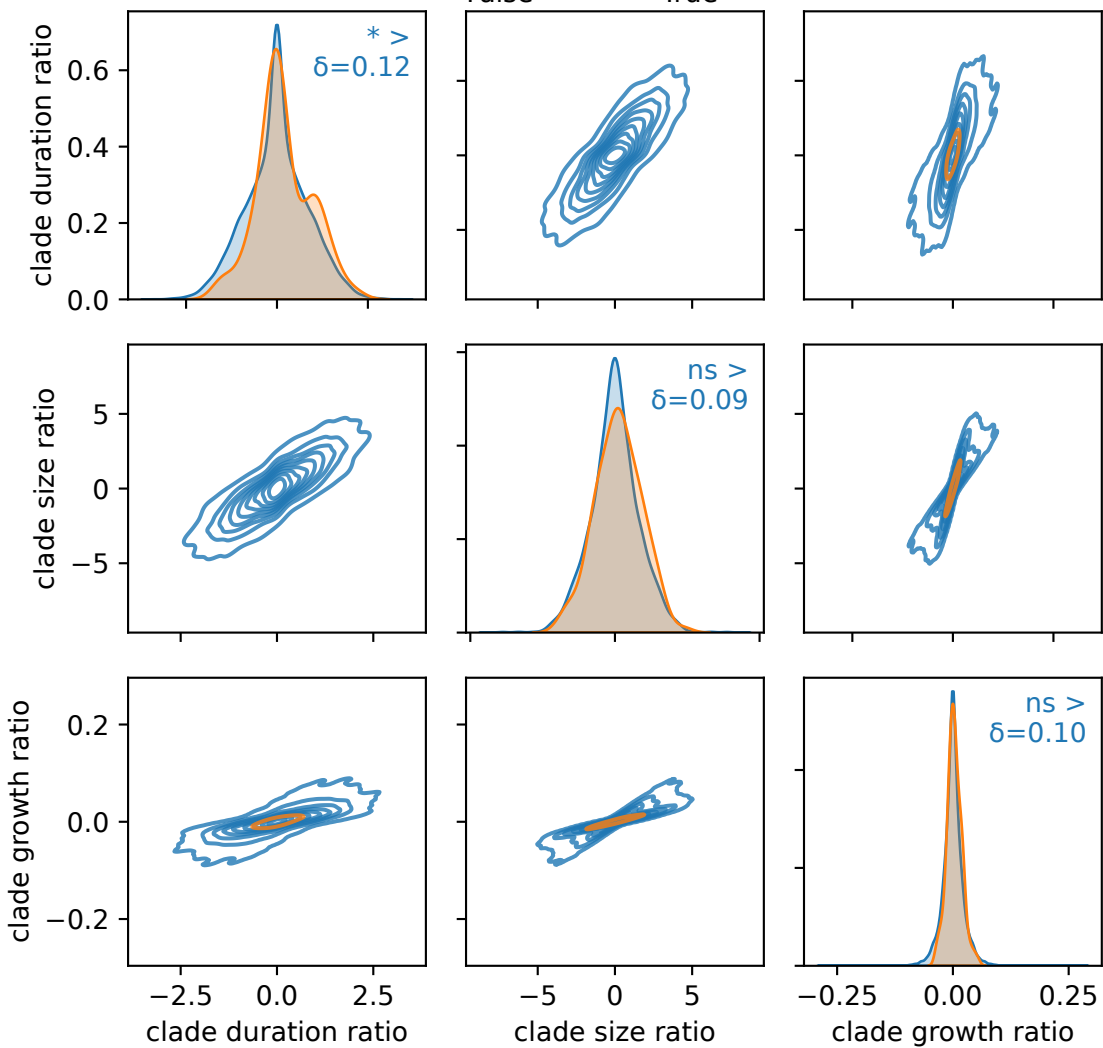 clade duration ratio
0.6
0.4
0.2
0.0
* >
δ=0.12
clade size ratio
5
0
−5
ns >
δ=0.09
clade growth ratio
0.2
0.0
−0.2
ns >
δ=0.10
−2.5 0.0 2.5
−5 0 5
−0.25 0.00 0.25
clade duration ratio
clade size ratio
clade growth ratio